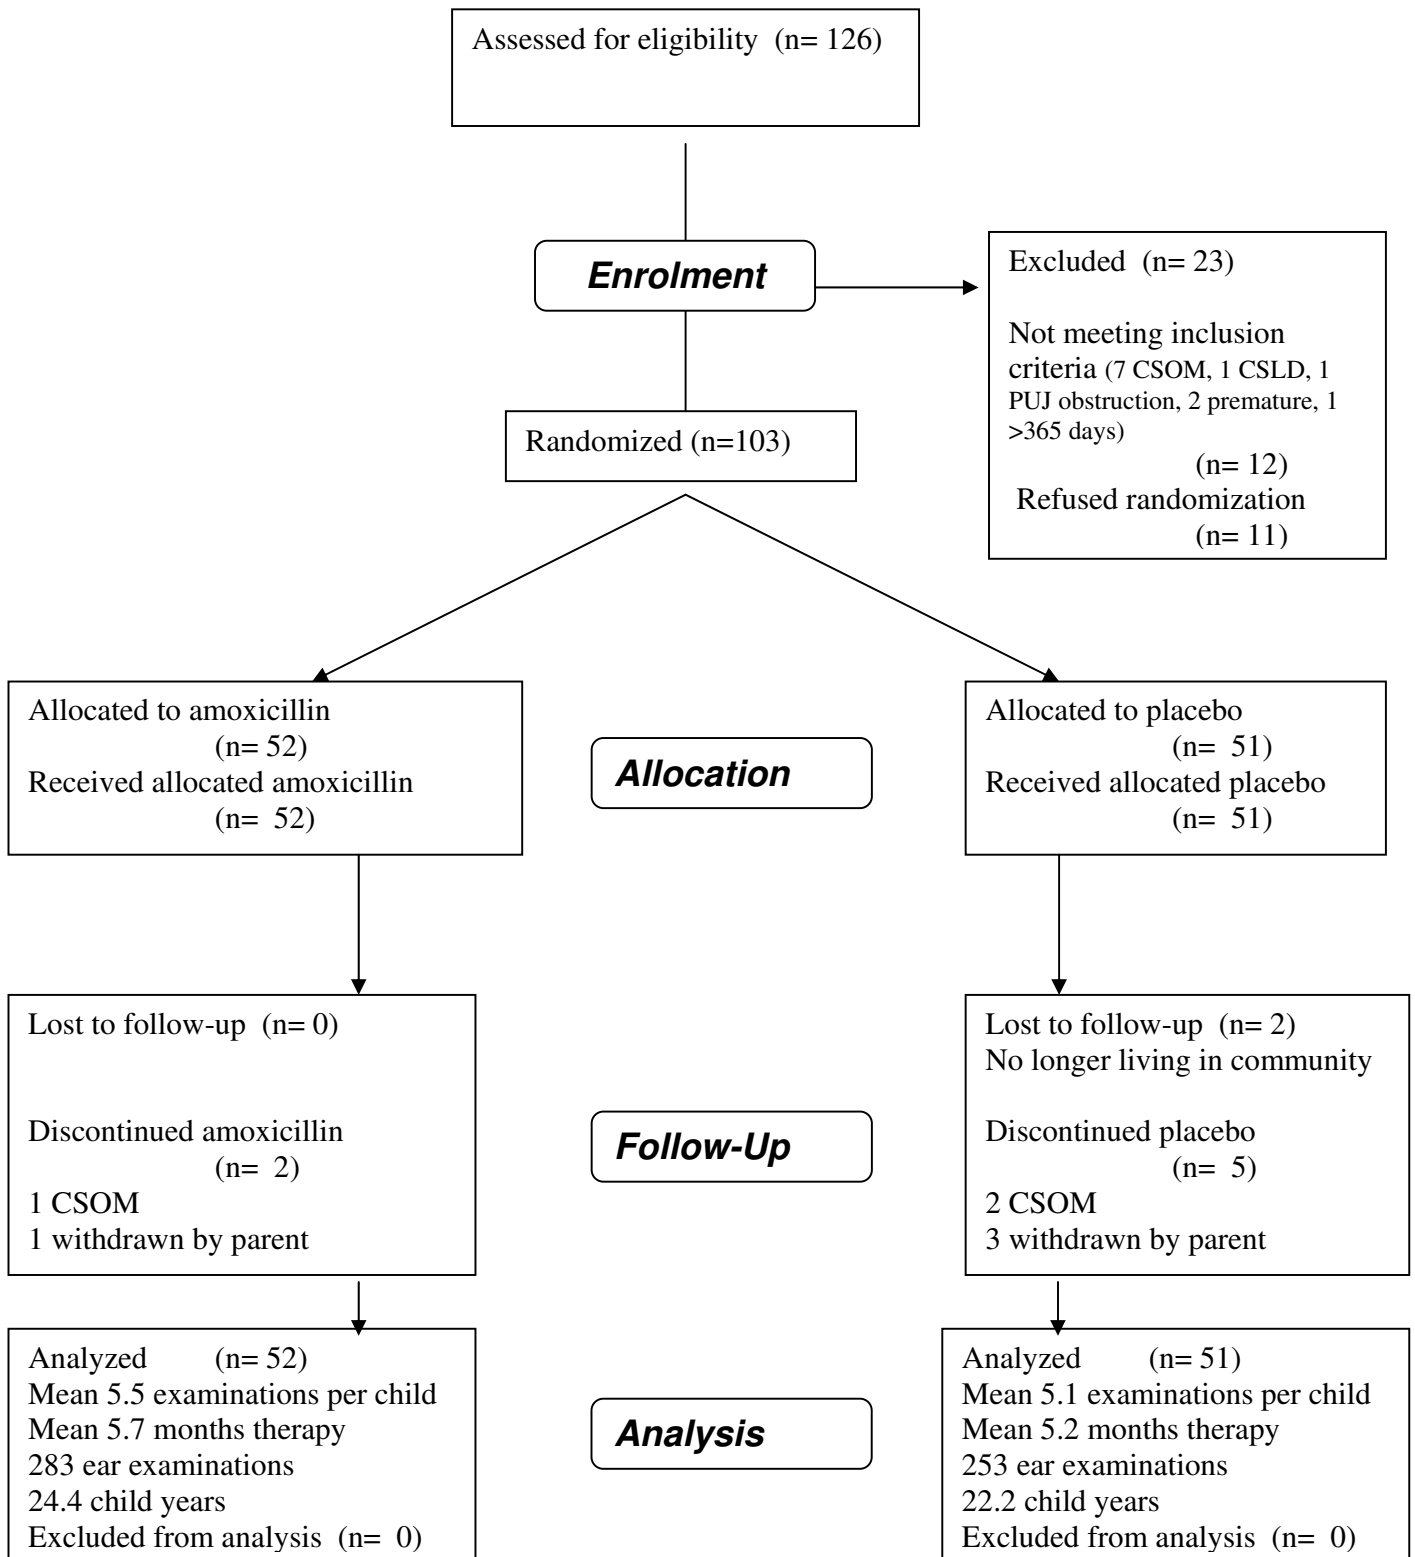 Assessed for eligibility (n= 126)
Enrolment
Excluded (n= 23)
Not meeting inclusion
criteria (7 CSOM, 1 CSLD, 1
PUJ obstruction, 2 premature, 1
>365 days)
(n= 12)
Refused randomization
(n= 11)
Randomized (n=103)
Allocated to amoxicillin
(n= 52)
Received allocated amoxicillin
(n= 52)
Allocation
Allocated to placebo
(n= 51)
Received allocated placebo
(n= 51)
Lost to follow-up (n= 0)
Discontinued amoxicillin
(n= 2)
1 CSOM
1 withdrawn by parent
Follow-Up
Lost to follow-up (n= 2)
No longer living in community
Discontinued placebo
(n= 5)
2 CSOM
3 withdrawn by parent
Analyzed (n= 52)
Mean 5.5 examinations per child
Mean 5.7 months therapy
283 ear examinations
24.4 child years
Excluded from analysis (n= 0)
Analysis
Analyzed (n= 51)
Mean 5.1 examinations per child
Mean 5.2 months therapy
253 ear examinations
22.2 child years
Excluded from analysis (n= 0)